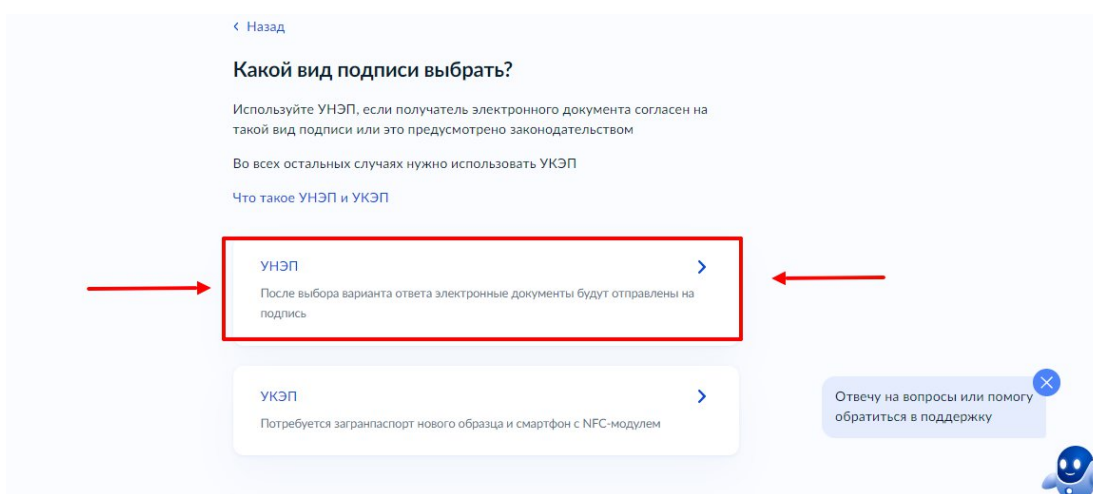 Назад
Какой вид подписи выбрать?
Используйте УНЭП, если получатель электронного документа согласен на
такой вид подписи или это предусмотрено законодательством
Во всех остальных случаях нужно использовать УКЭП
Что такое УНЭП и УКЭП
УНЭП
После выбора варианта ответа электронные документы будут отправлены на
подпись
УКЭП
Потребуется загранпаспорт нового образца и смартфон с NFC-модулем
Отвечу на вопросы или помогу
обратиться в поддержку